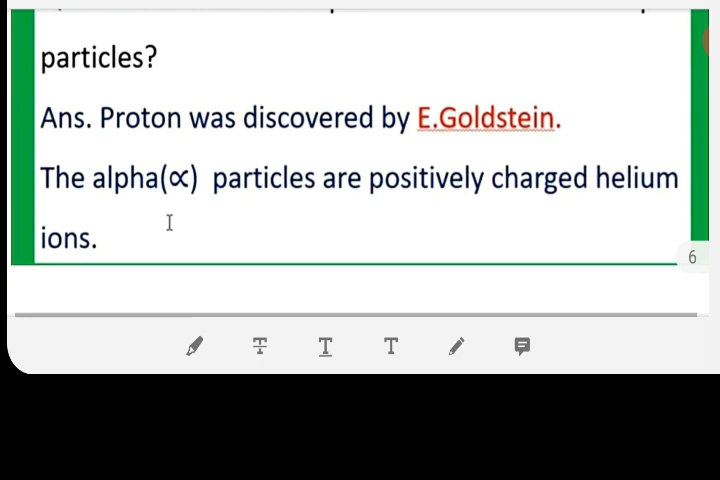 particles?
Ans. Proton was discovered by E.Goldstein.
The alpha(∝) particles are positively charged helium
ions.
6